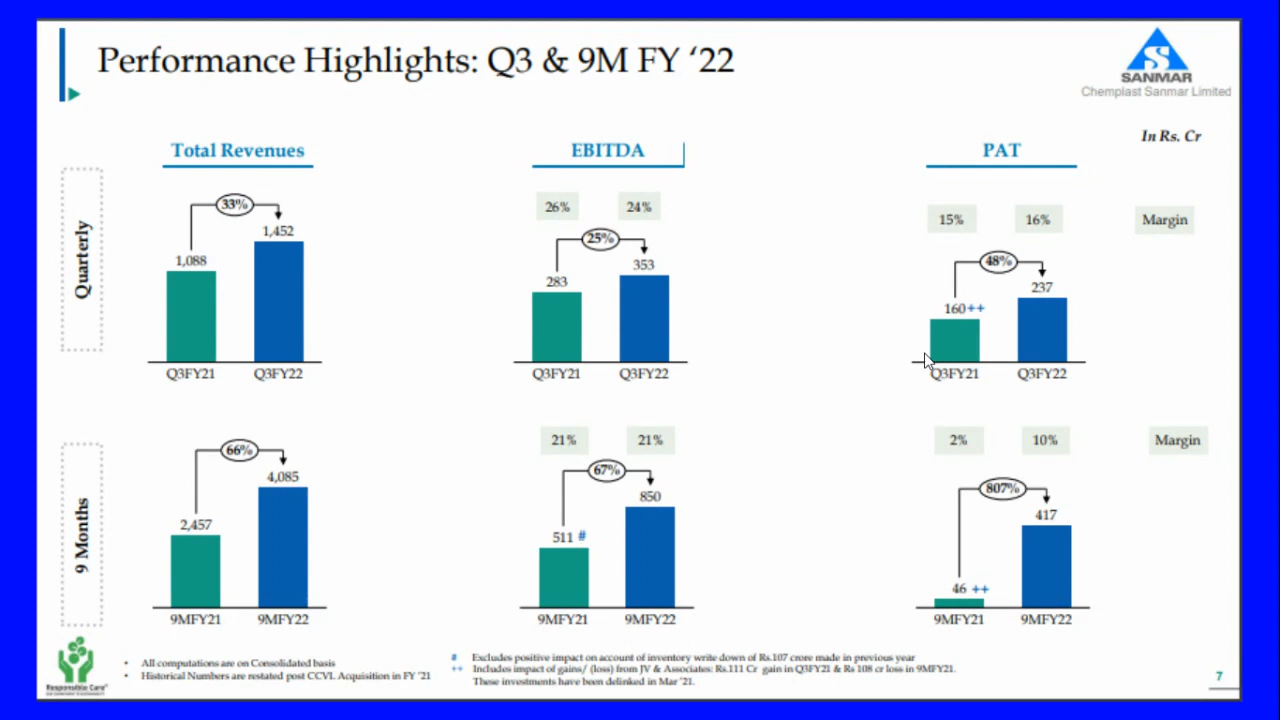 Performance Highlights: Q3 & 9M FY ‘22
SANMAR
Chemplast Sanmar Limited
In Rs. Cr
Quarterly
Total Revenues
33%
1,088
1,452
Q3FY21
Q3FY22
EBITDA
26%
24%
25%
283
353
Q3FY21
Q3FY22
PAT
15%
16%
Margin
48%
160++
237
Q3FY21
Q3FY22
9 Months
66%
2,457
4,085
9MFY21
9MFY22
21%
21%
67%
511 #
850
9MFY21
9MFY22
2%
10%
Margin
807%
46 ++
417
9MFY21
9MFY22
Responsible Care
• All computations are on Consolidated basis
• Historical Numbers are restated post CCVL Acquisition in FY ’21
# Excludes positive impact on account of inventory write down of Rs.107 crore made in previous year
++ Includes impact of gains/ (loss) from JV & Associates: Rs.111 Cr gain in Q3FY21 & Rs 108 cr loss in 9MFY21.
These investments have been delinked in Mar ’21.
7